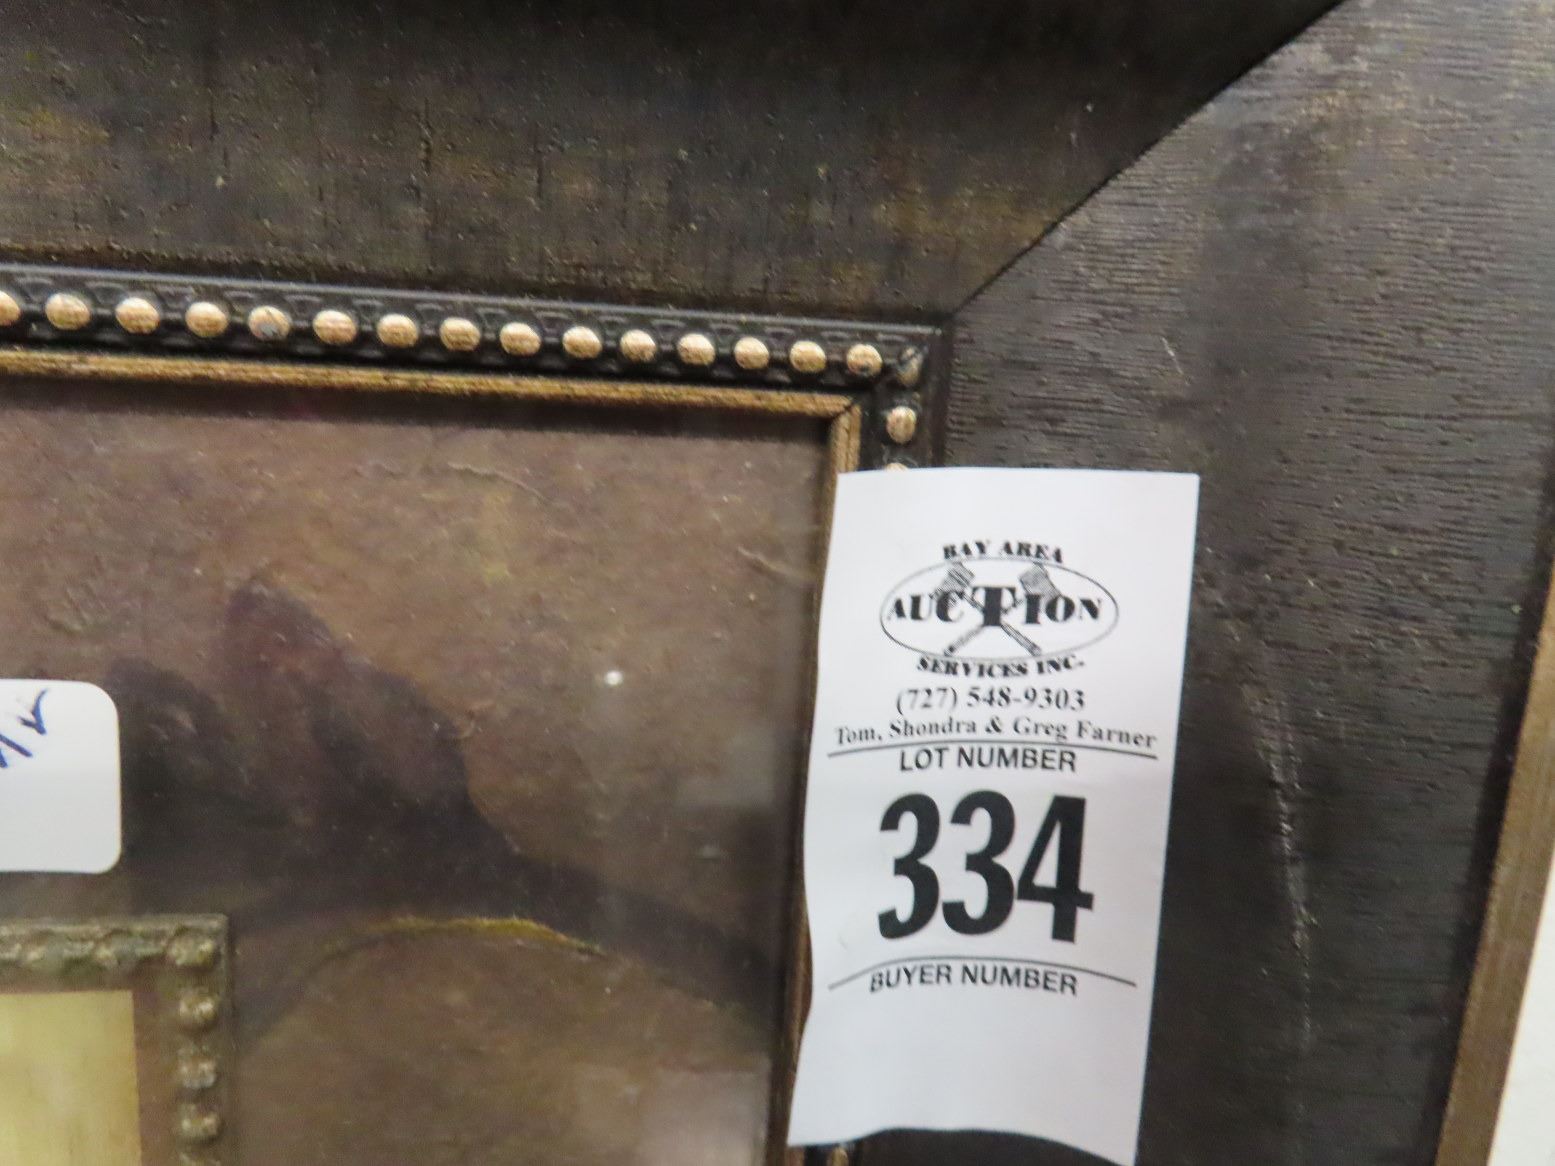 BAY AREA
AUCTION
SERVICES INC.
(727) 548-9303
Tom, Shondra & Greg Farner
LOT NUMBER
334
BUYER NUMBER